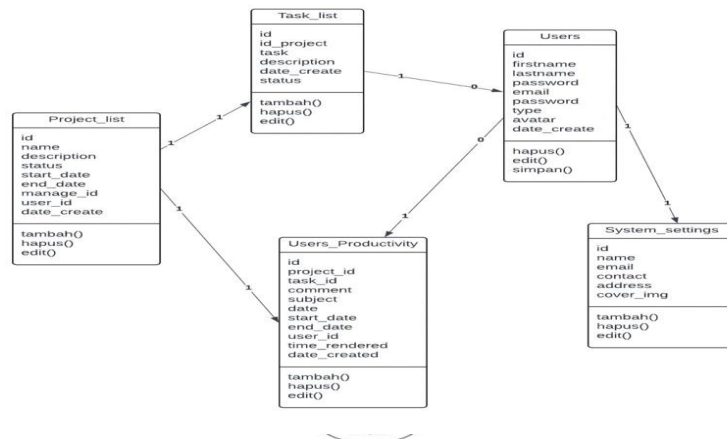 Task_list
id
id_project
task
description
date_create
status
tambah()
hapus()
edit()
Users
id
firstname
lastname
password
email
password
type
avatar
date_create
hapus()
edit()
simpan()
Project_list
id
name
description
status
start_date
end_date
manage_id
user_id
date_create
tambah()
hapus()
edit()
Users_Productivity
id
project_id
task_id
comment
subject
date
start_date
end_date
user_id
time_rendered
date_created
tambah()
hapus()
edit()
System_settings
id
name
email
contact
address
cover_img
tambah()
hapus()
edit()
1
1
1
0
1
1
0
1
1
1